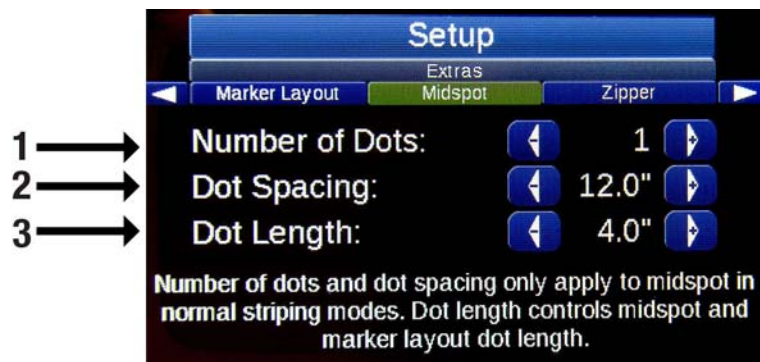 Setup
Extras
Marker Layout Midspot Zipper
1 Number of Dots: - 1 +
2 Dot Spacing: - 12.0" +
3 Dot Length: - 4.0" +
Number of dots and dot spacing only apply to midspot in
normal striping modes. Dot length controls midspot and
marker layout dot length.